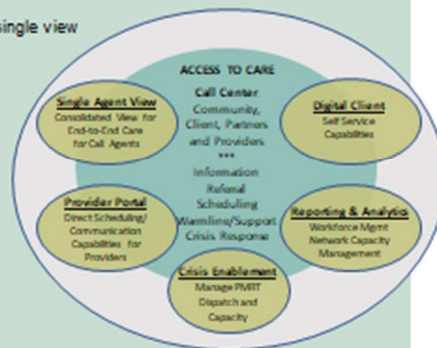 single view
ACCESS TO CARE
Call Center
Community,
Client, Partners
and Providers
***
Information
Referral
Scheduling
Warmline/Support
Crisis Response
Single Agent View
Consolidated View for
End-to-End Care
for Call Agents
Digital Client
Self Service
Capabilities
Provider Portal
Direct Scheduling/
Communication
Capabilities for
Providers
Reporting & Analytics
Workforce Mgmt
Network Capacity
Management
Crisis Enablement
Manage PMRT
Dispatch and
Capacity